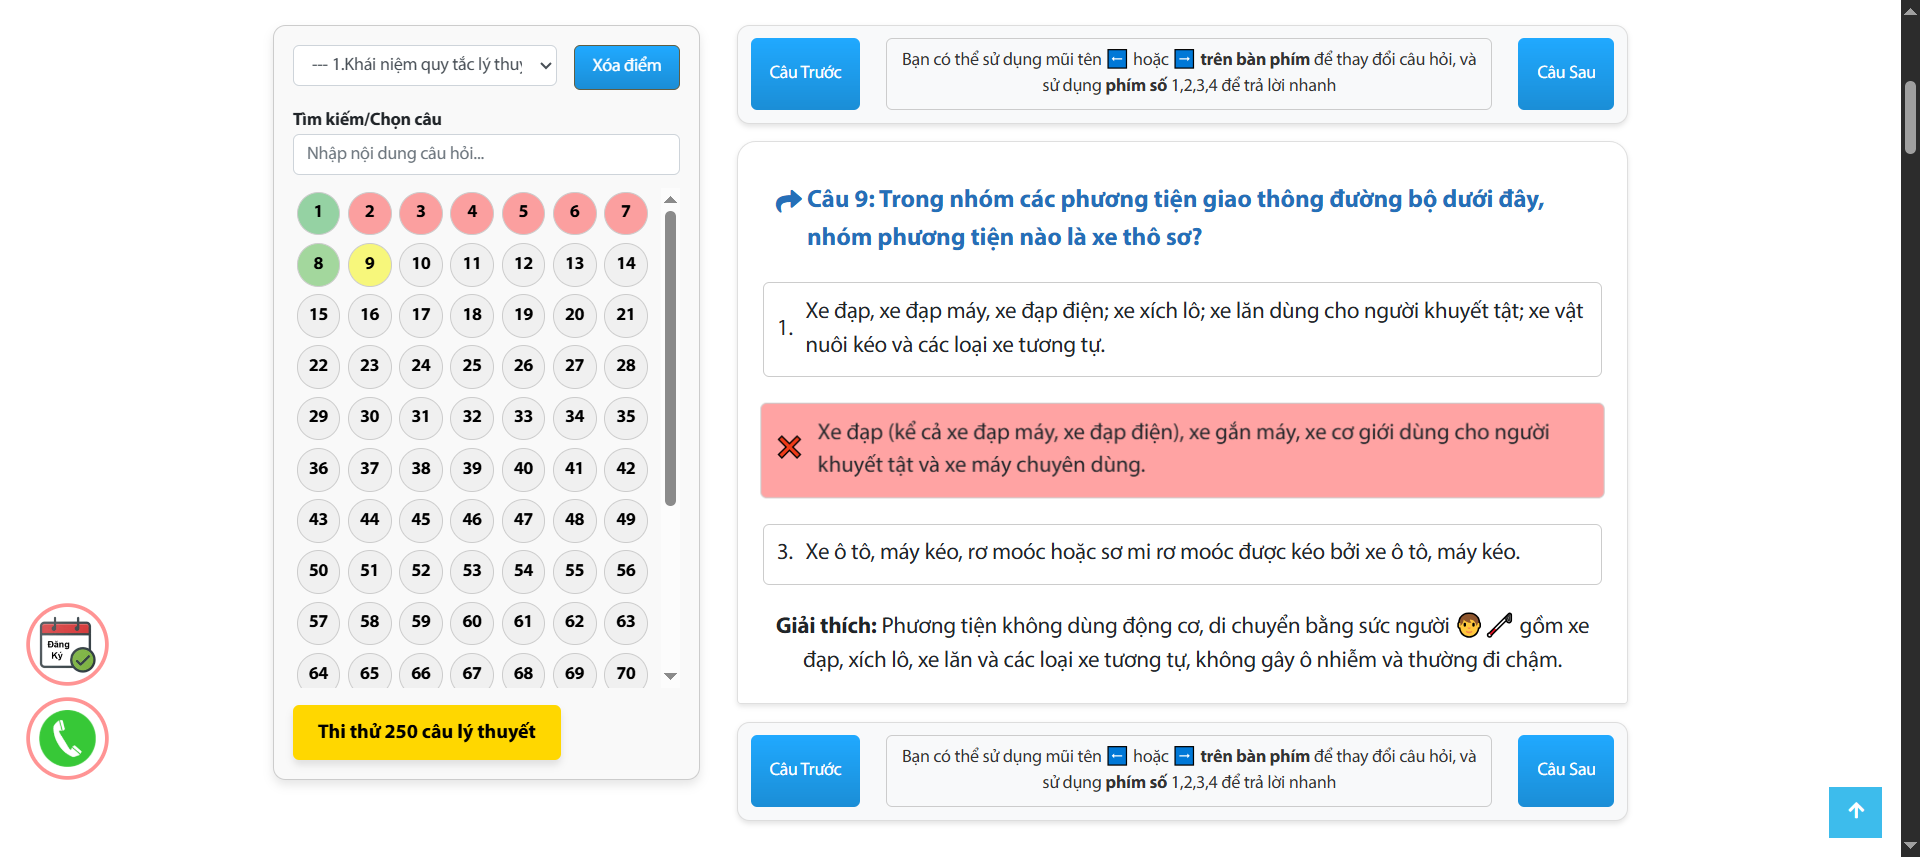 --- 1.Khái niệm quy tắc lý thuy
Xóa điểm
Tìm kiếm/Chọn câu
Nhập nội dung câu hỏi...
1 2 3 4 5 6 7
8 9 10 11 12 13 14
15 16 17 18 19 20 21
22 23 24 25 26 27 28
29 30 31 32 33 34 35
36 37 38 39 40 41 42
43 44 45 46 47 48 49
50 51 52 53 54 55 56
57 58 59 60 61 62 63
64 65 66 67 68 69 70
Thi thử 250 câu lý thuyết
Đăng
Ký
Câu Trước
Bạn có thể sử dụng mũi tên ← hoặc → trên bàn phím để thay đổi câu hỏi, và
sử dụng phím số 1,2,3,4 để trả lời nhanh
Câu Sau
Câu 9: Trong nhóm các phương tiện giao thông đường bộ dưới đây,
nhóm phương tiện nào là xe thô sơ?
1. Xe đạp, xe đạp máy, xe đạp điện; xe xích lô; xe lăn dùng cho người khuyết tật; xe vật
nuôi kéo và các loại xe tương tự.
Xe đạp (kể cả xe đạp máy, xe đạp điện), xe gắn máy, xe cơ giới dùng cho người
khuyết tật và xe máy chuyên dùng.
3. Xe ô tô, máy kéo, rơ moóc hoặc sơ mi rơ moóc được kéo bởi xe ô tô, máy kéo.
Giải thích: Phương tiện không dùng động cơ, di chuyển bằng sức người gồm xe
đạp, xích lô, xe lăn và các loại xe tương tự, không gây ô nhiễm và thường đi chậm.
Câu Trước
Bạn có thể sử dụng mũi tên ← hoặc → trên bàn phím để thay đổi câu hỏi, và
sử dụng phím số 1,2,3,4 để trả lời nhanh
Câu Sau